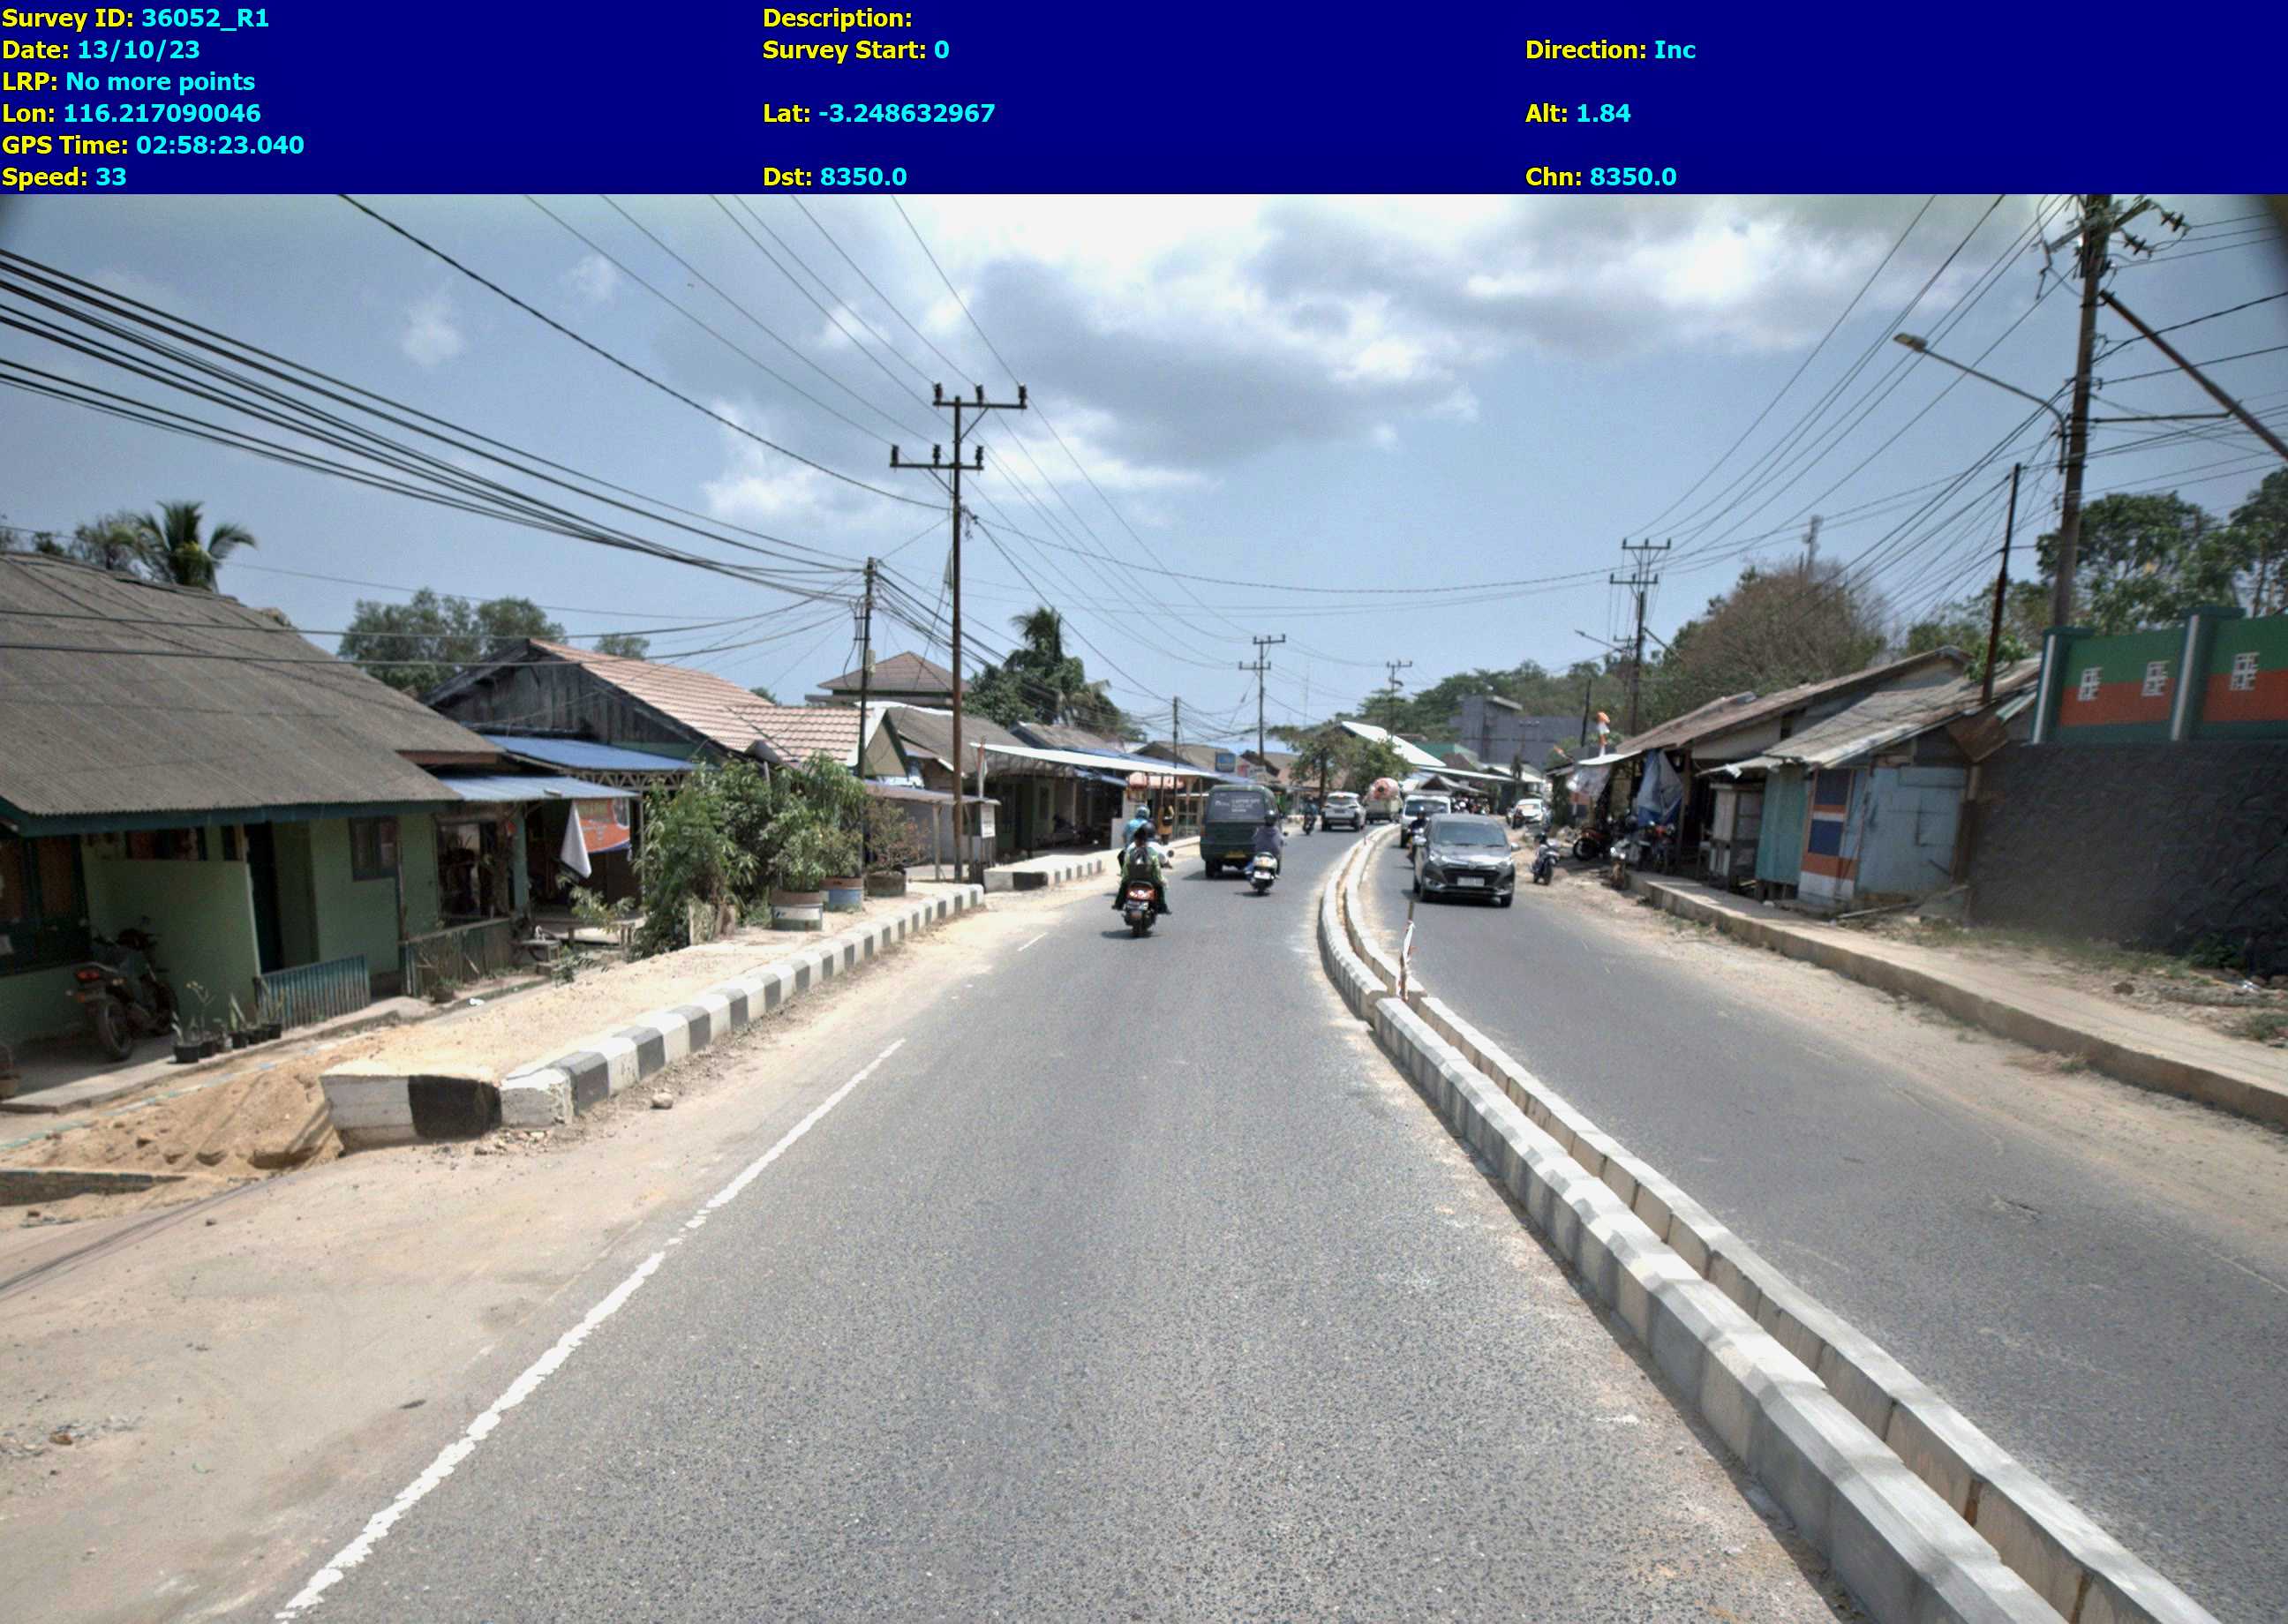 Survey ID: 36052_R1
Description:
Date: 13/10/23
Survey Start: 0
Direction: Inc
LRP: No more points
Lon: 116.217090046
Lat: -3.248632967
Alt: 1.84
GPS Time: 02:58:23.040
Speed: 33
Dst: 8350.0
Chn: 8350.0